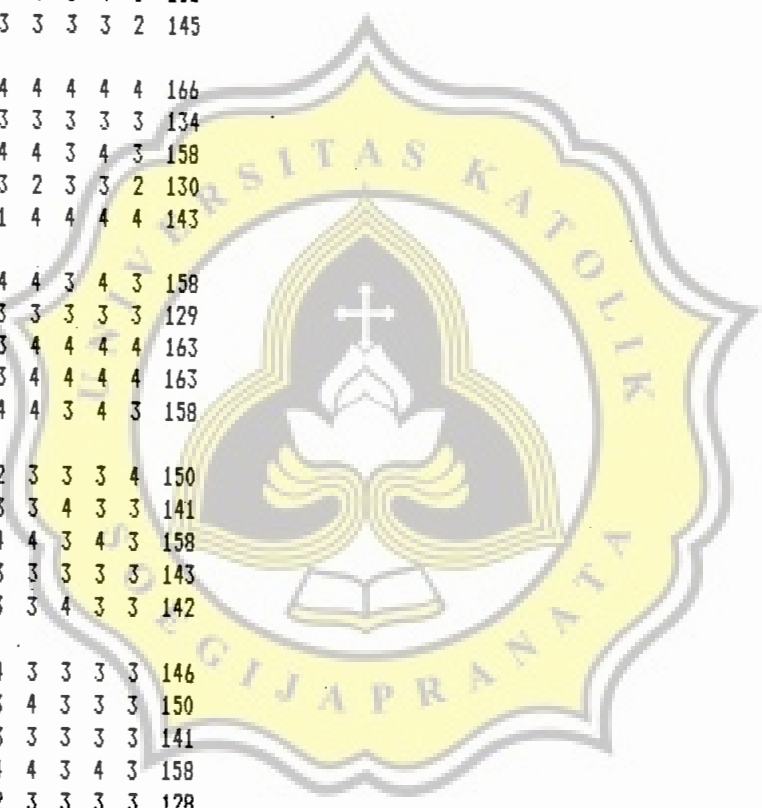 3 3 3 3 2 145
4 4 4 4 4 166
3 3 3 3 3 134
4 4 3 4 3 158
3 2 3 3 2 130
1 4 4 4 4 143
4 4 3 4 3 158
3 3 3 3 3 129
3 4 4 4 4 163
3 4 4 4 4 163
4 4 3 4 3 158
2 3 3 3 4 150
3 3 4 3 3 141
4 4 3 4 3 158
3 3 3 3 3 143
3 3 4 3 3 142
4 3 3 3 3 146
3 4 3 3 3 150
3 3 3 3 3 141
4 4 3 4 3 158
2 3 3 3 3 128
UNIVERSITAS KATOLIK
SOEGIJAPRANATA